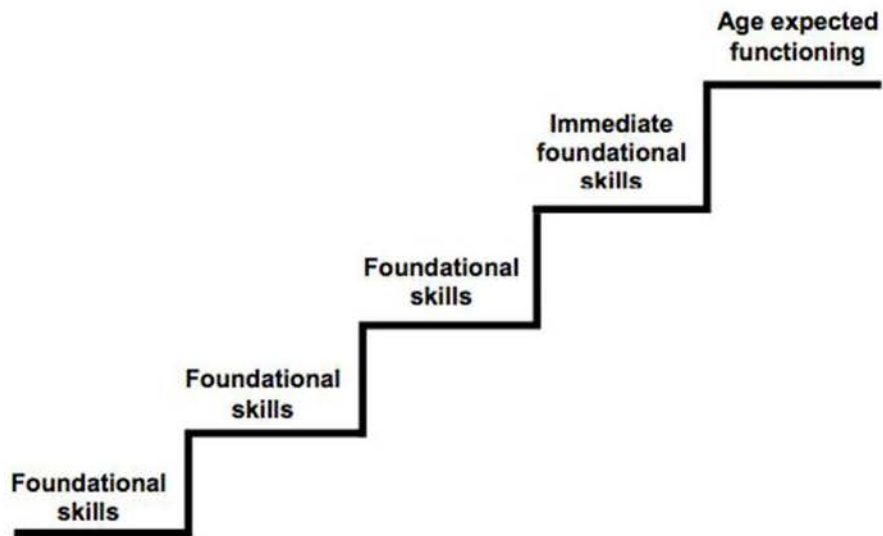 Age expected
functioning
Immediate
foundational
skills
Foundational
skills
Foundational
skills
Foundational
skills